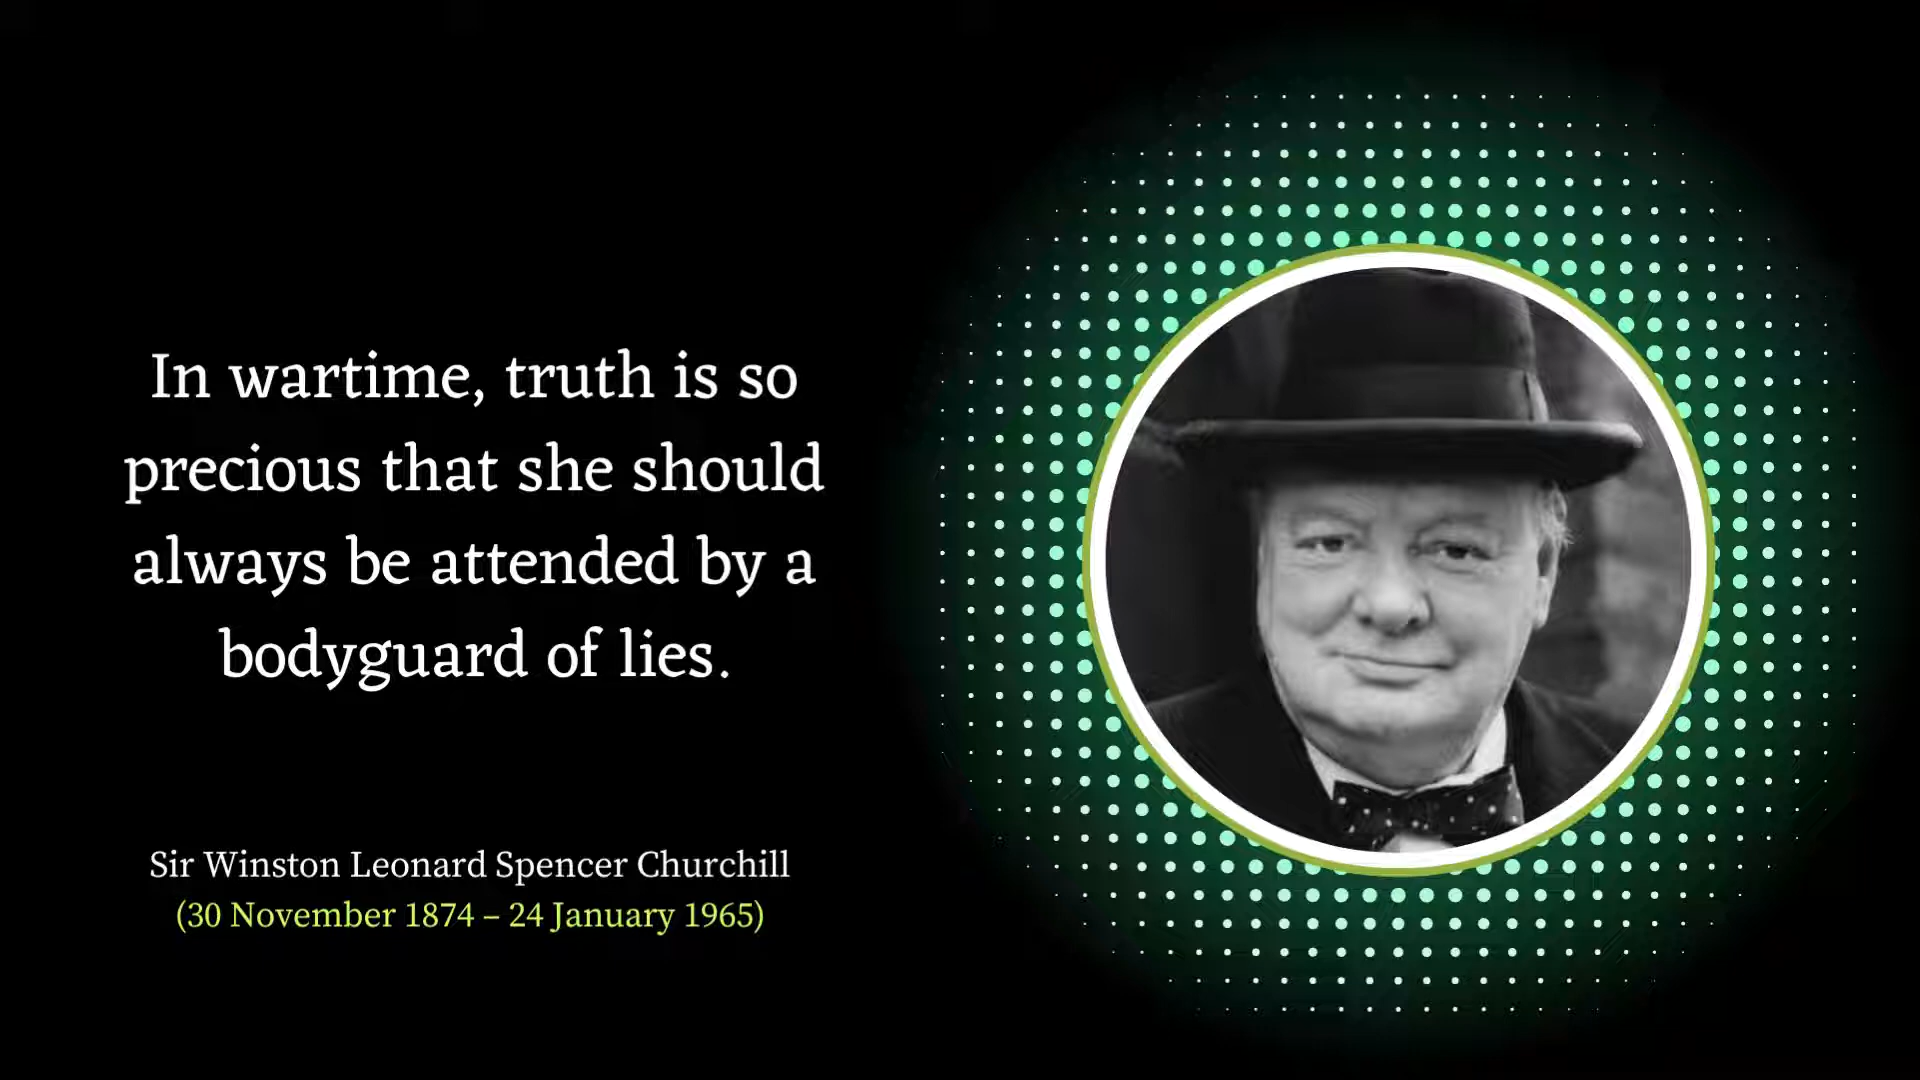 In wartime, truth is so
precious that she should
always be attended by a
bodyguard of lies.
Sir Winston Leonard Spencer Churchill
(30 November 1874 – 24 January 1965)